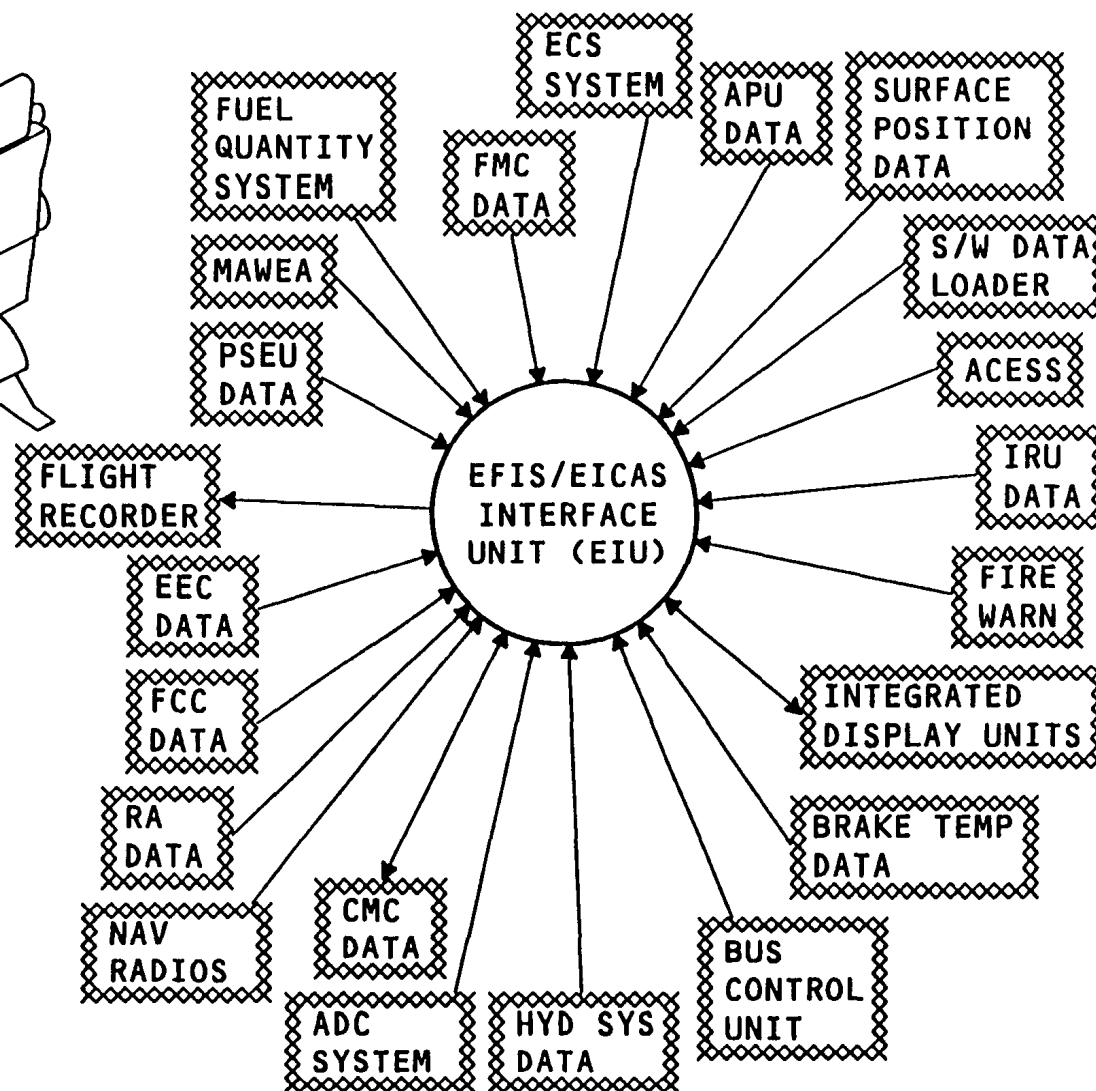 ECS
SYSTEM
APU
DATA
SURFACE
POSITION
DATA
FUEL
QUANTITY
SYSTEM
FMC
DATA
S/W DATA
LOADER
MAWEA
PSEU
DATA
ACESS
FLIGHT
RECORDER
EFIS/EICAS
INTERFACE
UNIT (EIU)
IRU
DATA
EEC
DATA
FIRE
WARN
FCC
DATA
INTEGRATED
DISPLAY UNITS
RA
DATA
BRAKE TEMP
DATA
NAV
RADIOS
CMC
DATA
BUS
CONTROL
UNIT
ADC
SYSTEM
HYD SYS
DATA